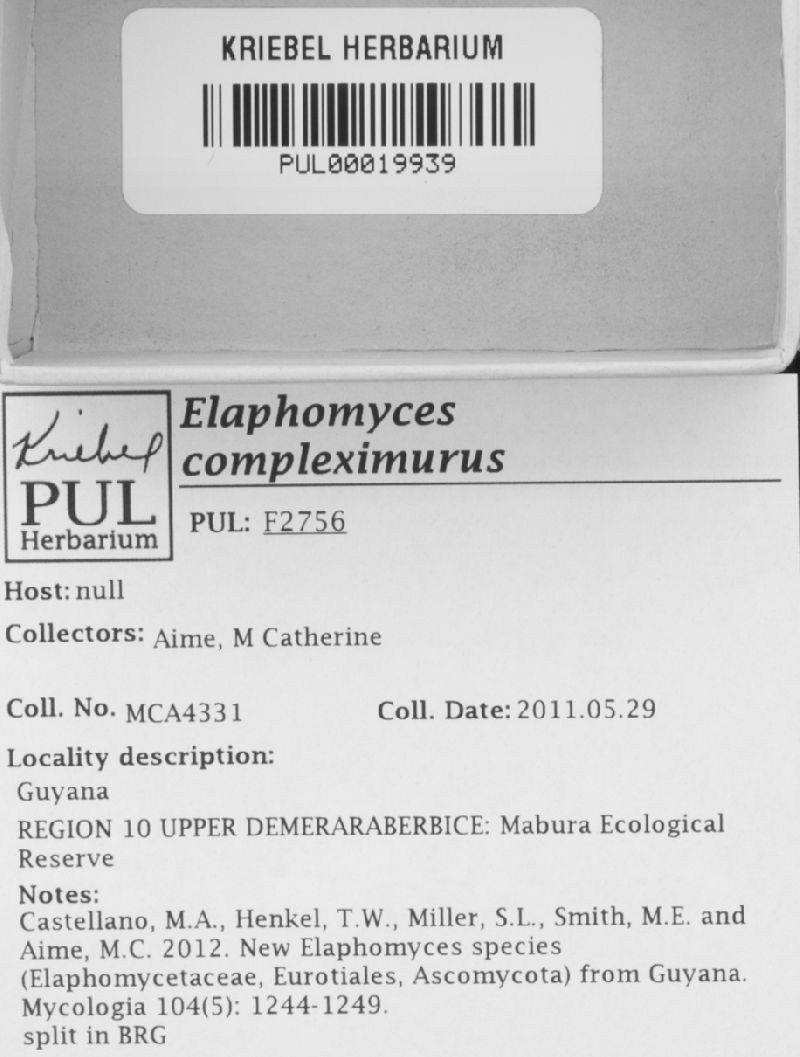 KRIEBEL HERBARIUM
PUL00019939
Kriebel
PUL
Herbarium
Elaphomyces
compleximurus
PUL: F2756
Host: null
Collectors: Aime, M Catherine
Coll. No. MCA4331 Coll. Date: 2011.05.29
Locality description:
Guyana
REGION 10 UPPER DEMERARABERBICE: Mabura Ecological
Reserve
Notes:
Castellano, M.A., Henkel, T.W., Miller, S.L., Smith, M.E. and
Aime, M.C. 2012. New Elaphomyces species
(Elaphomycetaceae, Eurotiales, Ascomycota) from Guyana.
Mycologia 104(5): 1244-1249.
split in BRG